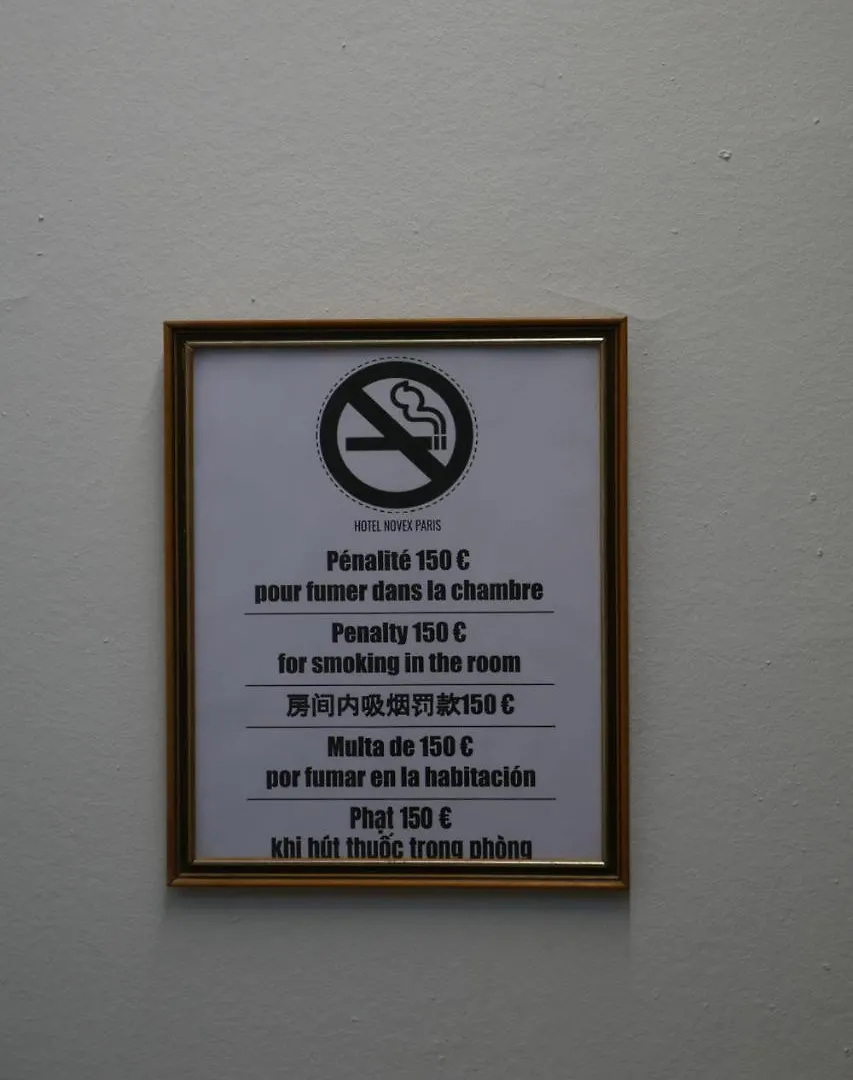 HOTEL NOVEX PARIS
Pénalité 150 €
pour fumer dans la chambre
Penalty 150 €
for smoking in the room
房间内吸烟罚款150 €
Multa de 150 €
por fumar en la habitación
Phạt 150 €
khi hút thuốc trong phòng